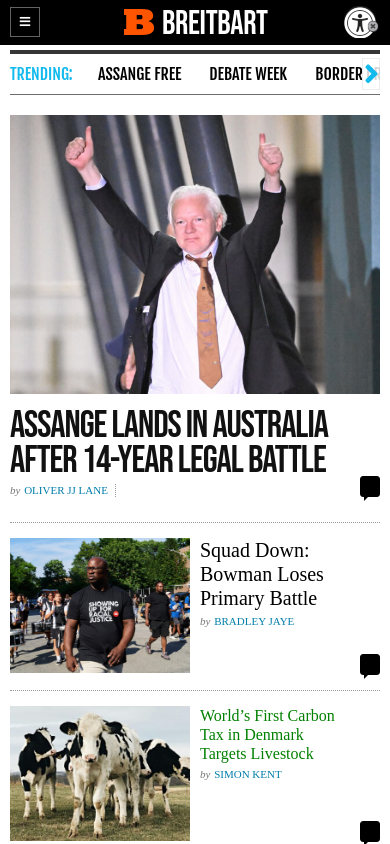 B BREITBART
TRENDING: ASSANGE FREE DEBATE WEEK BORDER
ASSANGE LANDS IN AUSTRALIA
AFTER 14-YEAR LEGAL BATTLE
by OLIVER JJ LANE
SHOWING
UP FOR
RACIAL
JUSTICE
Squad Down:
Bowman Loses
Primary Battle
by BRADLEY JAYE
World’s First Carbon
Tax in Denmark
Targets Livestock
by SIMON KENT